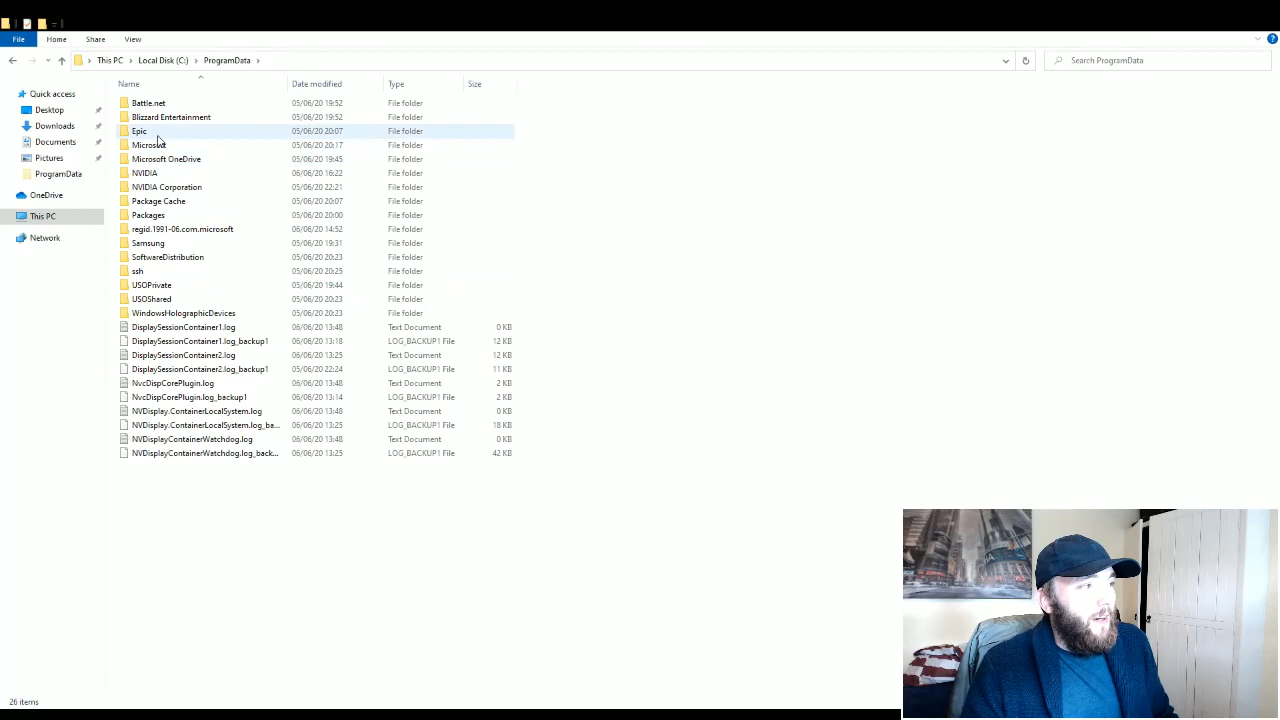 File Home Share View
This PC > Local Disk (C:) > ProgramData >
Search ProgramData
Name Date modified Type Size
Quick access
Desktop
Downloads
Documents
Pictures
ProgramData
OneDrive
This PC
Network
Battle.net 05/06/20 19:52 File folder
Blizzard Entertainment 05/06/20 19:52 File folder
Epic 05/06/20 20:07 File folder
Microsoft 05/06/20 20:17 File folder
Microsoft OneDrive 05/06/20 19:45 File folder
NVIDIA 06/06/20 16:22 File folder
NVIDIA Corporation 05/06/20 22:21 File folder
Package Cache 05/06/20 20:07 File folder
Packages 05/06/20 20:00 File folder
regid.1991-06.com.microsoft 06/06/20 14:52 File folder
Samsung 05/06/20 19:31 File folder
SoftwareDistribution 05/06/20 20:23 File folder
ssh 05/06/20 20:25 File folder
USOPrivate 05/06/20 19:44 File folder
USOShared 05/06/20 20:23 File folder
WindowsHolographicDevices 05/06/20 20:23 File folder
DisplaySessionContainer1.log 06/06/20 13:48 Text Document 0 KB
DisplaySessionContainer1.log_backup1 06/06/20 13:18 LOG_BACKUP1 File 12 KB
DisplaySessionContainer2.log 06/06/20 13:25 Text Document 12 KB
DisplaySessionContainer2.log_backup1 05/06/20 22:24 LOG_BACKUP1 File 11 KB
NvcDispCorePlugin.log 06/06/20 13:48 Text Document 2 KB
NvcDispCorePlugin.log_backup1 06/06/20 13:14 LOG_BACKUP1 File 2 KB
NVDisplay.ContainerLocalSystem.log 06/06/20 13:48 Text Document 0 KB
NVDisplay.ContainerLocalSystem.log_ba... 06/06/20 13:25 LOG_BACKUP1 File 18 KB
NVDisplayContainerWatchdog.log 06/06/20 13:48 Text Document 0 KB
NVDisplayContainerWatchdog.log_back... 06/06/20 13:25 LOG_BACKUP1 File 42 KB
26 items